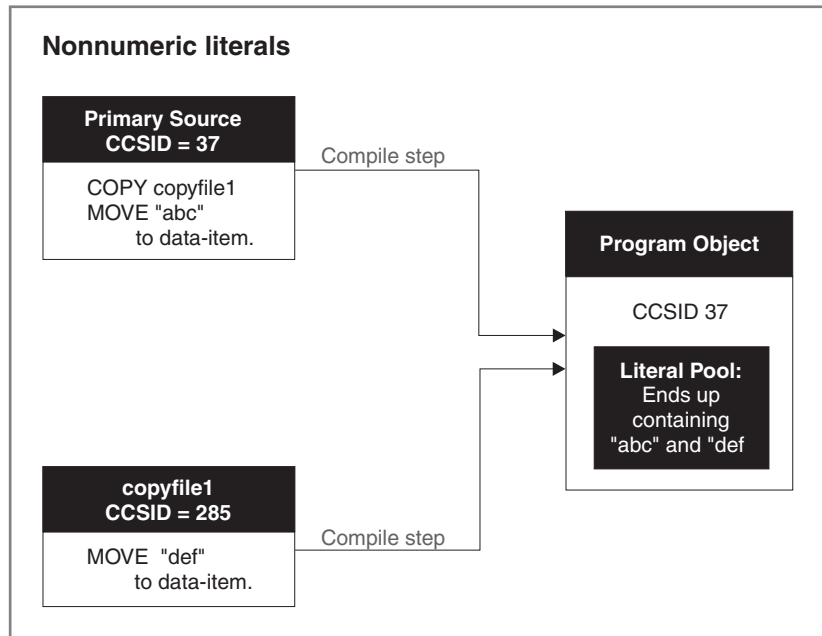 Nonnumeric literals
Primary Source
CCSID = 37
COPY copyfile1
MOVE "abc"
to data-item.
Compile step
Program Object
CCSID 37
Literal Pool:
Ends up
containing
"abc" and "def
copyfile1
CCSID = 285
MOVE "def"
to data-item.
Compile step